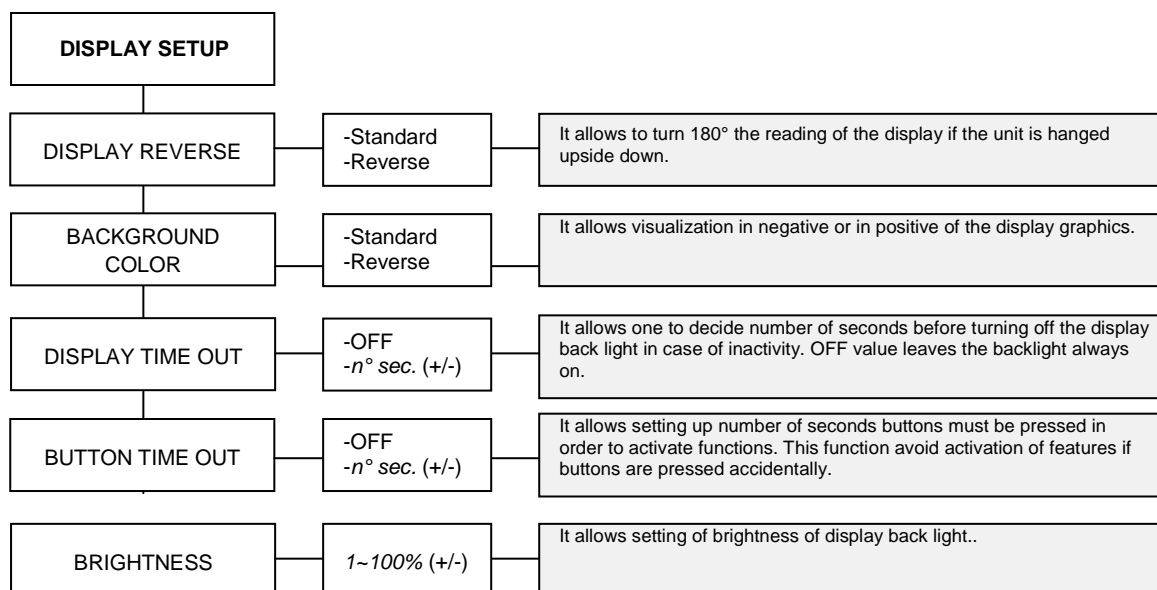 DISPLAY SETUP
DISPLAY REVERSE
-Standard
-Reverse
It allows to turn 180° the reading of the display if the unit is hanged
upside down.
BACKGROUND
COLOR
-Standard
-Reverse
It allows visualization in negative or in positive of the display graphics.
DISPLAY TIME OUT
-OFF
-n° sec. (+/-)
It allows one to decide number of seconds before turning off the display
back light in case of inactivity. OFF value leaves the backlight always
on.
BUTTON TIME OUT
-OFF
-n° sec. (+/-)
It allows setting up number of seconds buttons must be pressed in
order to activate functions. This function avoid activation of features if
buttons are pressed accidentally.
BRIGHTNESS
1~100% (+/-)
It allows setting of brightness of display back light..